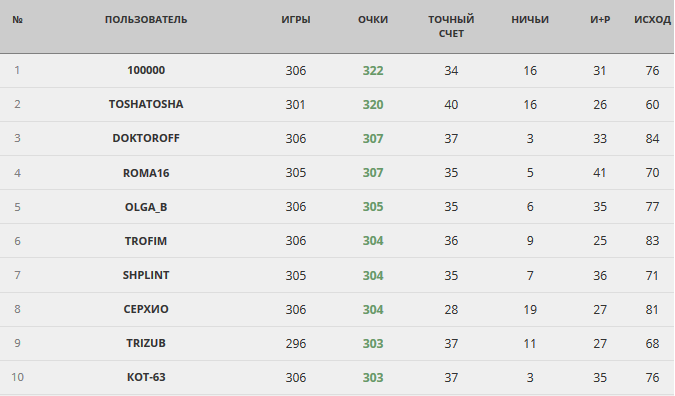 № ПОЛЬЗОВАТЕЛЬ ИГРЫ ОЧКИ ТОЧНЫЙ СЧЕТ НИЧЬИ И+Р ИСХОД
1 100000 306 322 34 16 31 76
2 TOSHATOSHA 301 320 40 16 26 60
3 DOKTOROFF 306 307 37 3 33 84
4 ROMA16 305 307 35 5 41 70
5 OLGA_B 306 305 35 6 35 77
6 TROFIM 306 304 36 9 25 83
7 SHPLINT 305 304 35 7 36 71
8 СЕРХИО 306 304 28 19 27 81
9 TRIZUB 296 303 37 11 27 68
10 КОТ-63 306 303 37 3 35 76